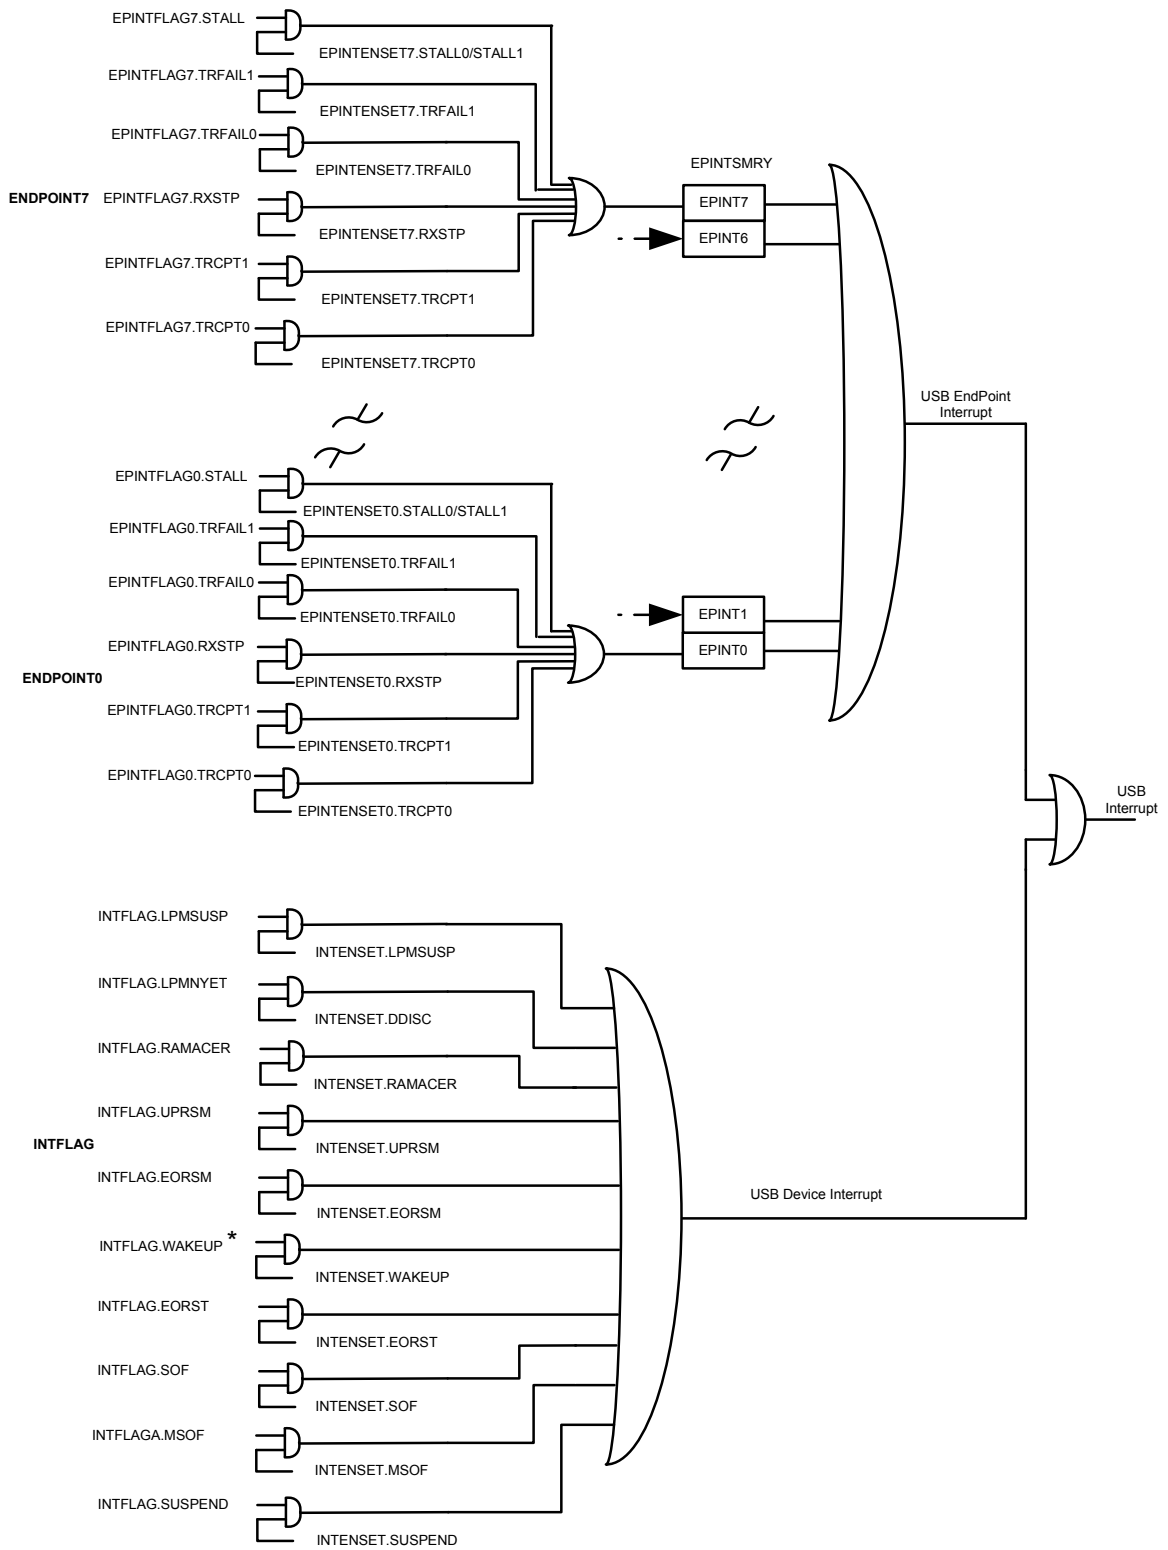 EPINTFLAG7.STALL
EPINTENSET7.STALL0/STALL1
EPINTFLAG7.TRFAIL1
EPINTENSET7.TRFAIL1
EPINTFLAG7.TRFAIL0
EPINTENSET7.TRFAIL0
ENDPOINT7
EPINTFLAG7.RXSTP
EPINTENSET7.RXSTP
EPINTFLAG7.TRCPT1
EPINTENSET7.TRCPT1
EPINTFLAG7.TRCPT0
EPINTENSET7.TRCPT0
EPINTSMRY
EPINT7
EPINT6
USB EndPoint
Interrupt
EPINTFLAG0.STALL
EPINTENSET0.STALL0/STALL1
EPINTFLAG0.TRFAIL1
EPINTENSET0.TRFAIL1
EPINTFLAG0.TRFAIL0
EPINTENSET0.TRFAIL0
EPINTFLAG0.RXSTP
ENDPOINT0
EPINTENSET0.RXSTP
EPINTFLAG0.TRCPT1
EPINTENSET0.TRCPT1
EPINTFLAG0.TRCPT0
EPINTENSET0.TRCPT0
EPINT1
EPINT0
USB
Interrupt
INTFLAG.LPMSUSP
INTENSET.LPMSUSP
INTFLAG.LPMNYET
INTENSET.DDISC
INTFLAG.RAMACER
INTENSET.RAMACER
INTFLAG.UPRSM
INTFLAG
INTENSET.UPRSM
INTFLAG.EORSM
INTENSET.EORSM
INTFLAG.WAKEUP *
INTENSET.WAKEUP
INTFLAG.EORST
INTENSET.EORST
INTFLAG.SOF
INTENSET.SOF
INTFLAGA.MSOF
INTENSET.MSOF
INTFLAG.SUSPEND
INTENSET.SUSPEND
USB Device Interrupt